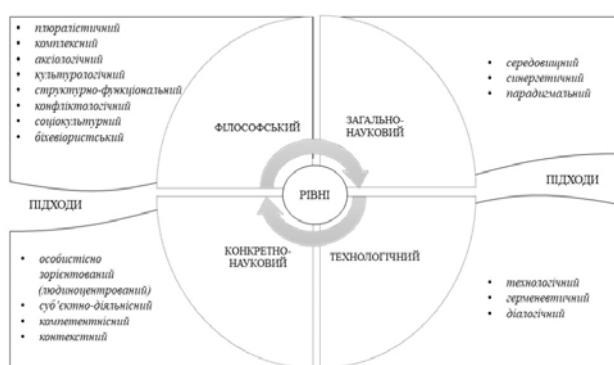 • плюралістичний
• комплексний
• аксіологічний
• культурологічний
• структурно-функціональний
• конфліктологічний
• соціокультурний
• біхевіористський
ФІЛОСОФСЬКИЙ
ЗАГАЛЬНО-
НАУКОВИЙ
• середовищний
• синергетичний
• парадигмальний
ПІДХОДИ
РІВНІ
ПІДХОДИ
КОНКРЕТНО-
НАУКОВИЙ
ТЕХНОЛОГІЧНИЙ
• особистісно
зорієнтований
(людиноцентрований)
• суб’єктно-діяльнісний
• компетентнісний
• контекстний
• технологічний
• герменевтичний
• діалогічний